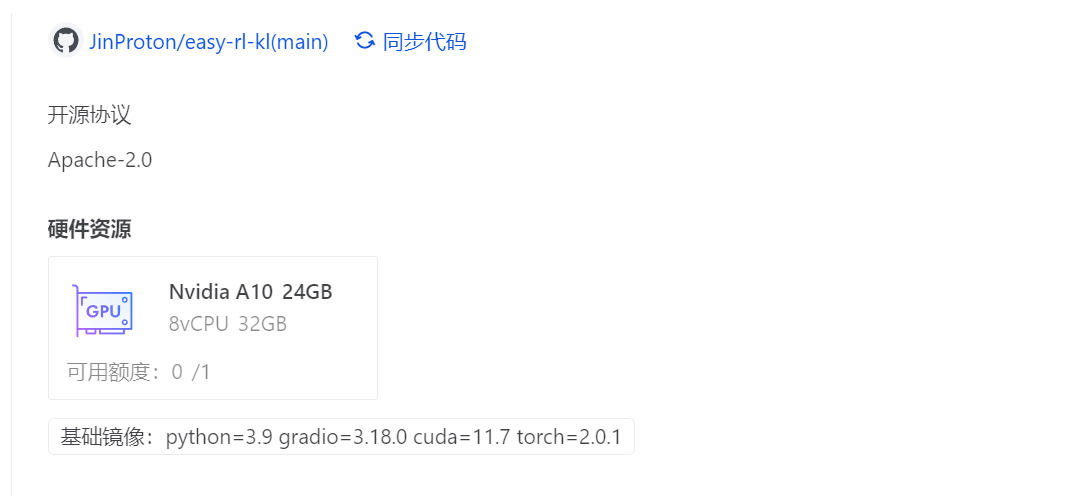 JinProton/easy-rl-kl(main) 同步代码
开源协议
Apache-2.0
硬件资源
GPU
Nvidia A10 24GB
8vCPU 32GB
可用额度：0 /1
基础镜像：python=3.9 gradio=3.18.0 cuda=11.7 torch=2.0.1